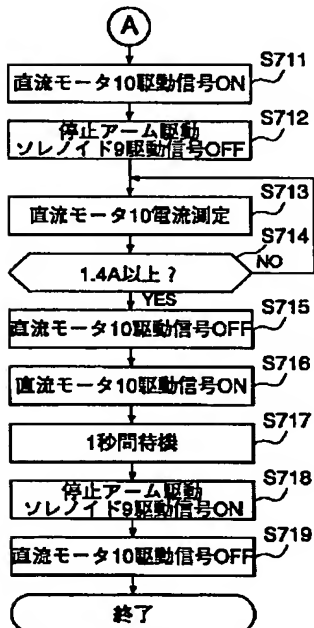 A
S711
直流モータ10駆動信号ON
S712
停止アーム駆動
ソレノイド9駆動信号OFF
S713
直流モータ10電流測定
S714
1.4A以上?
NO
YES
S715
直流モータ10駆動信号OFF
S716
直流モータ10駆動信号ON
S717
1秒間待機
S718
停止アーム駆動
ソレノイド9駆動信号ON
S719
直流モータ10駆動信号OFF
終了